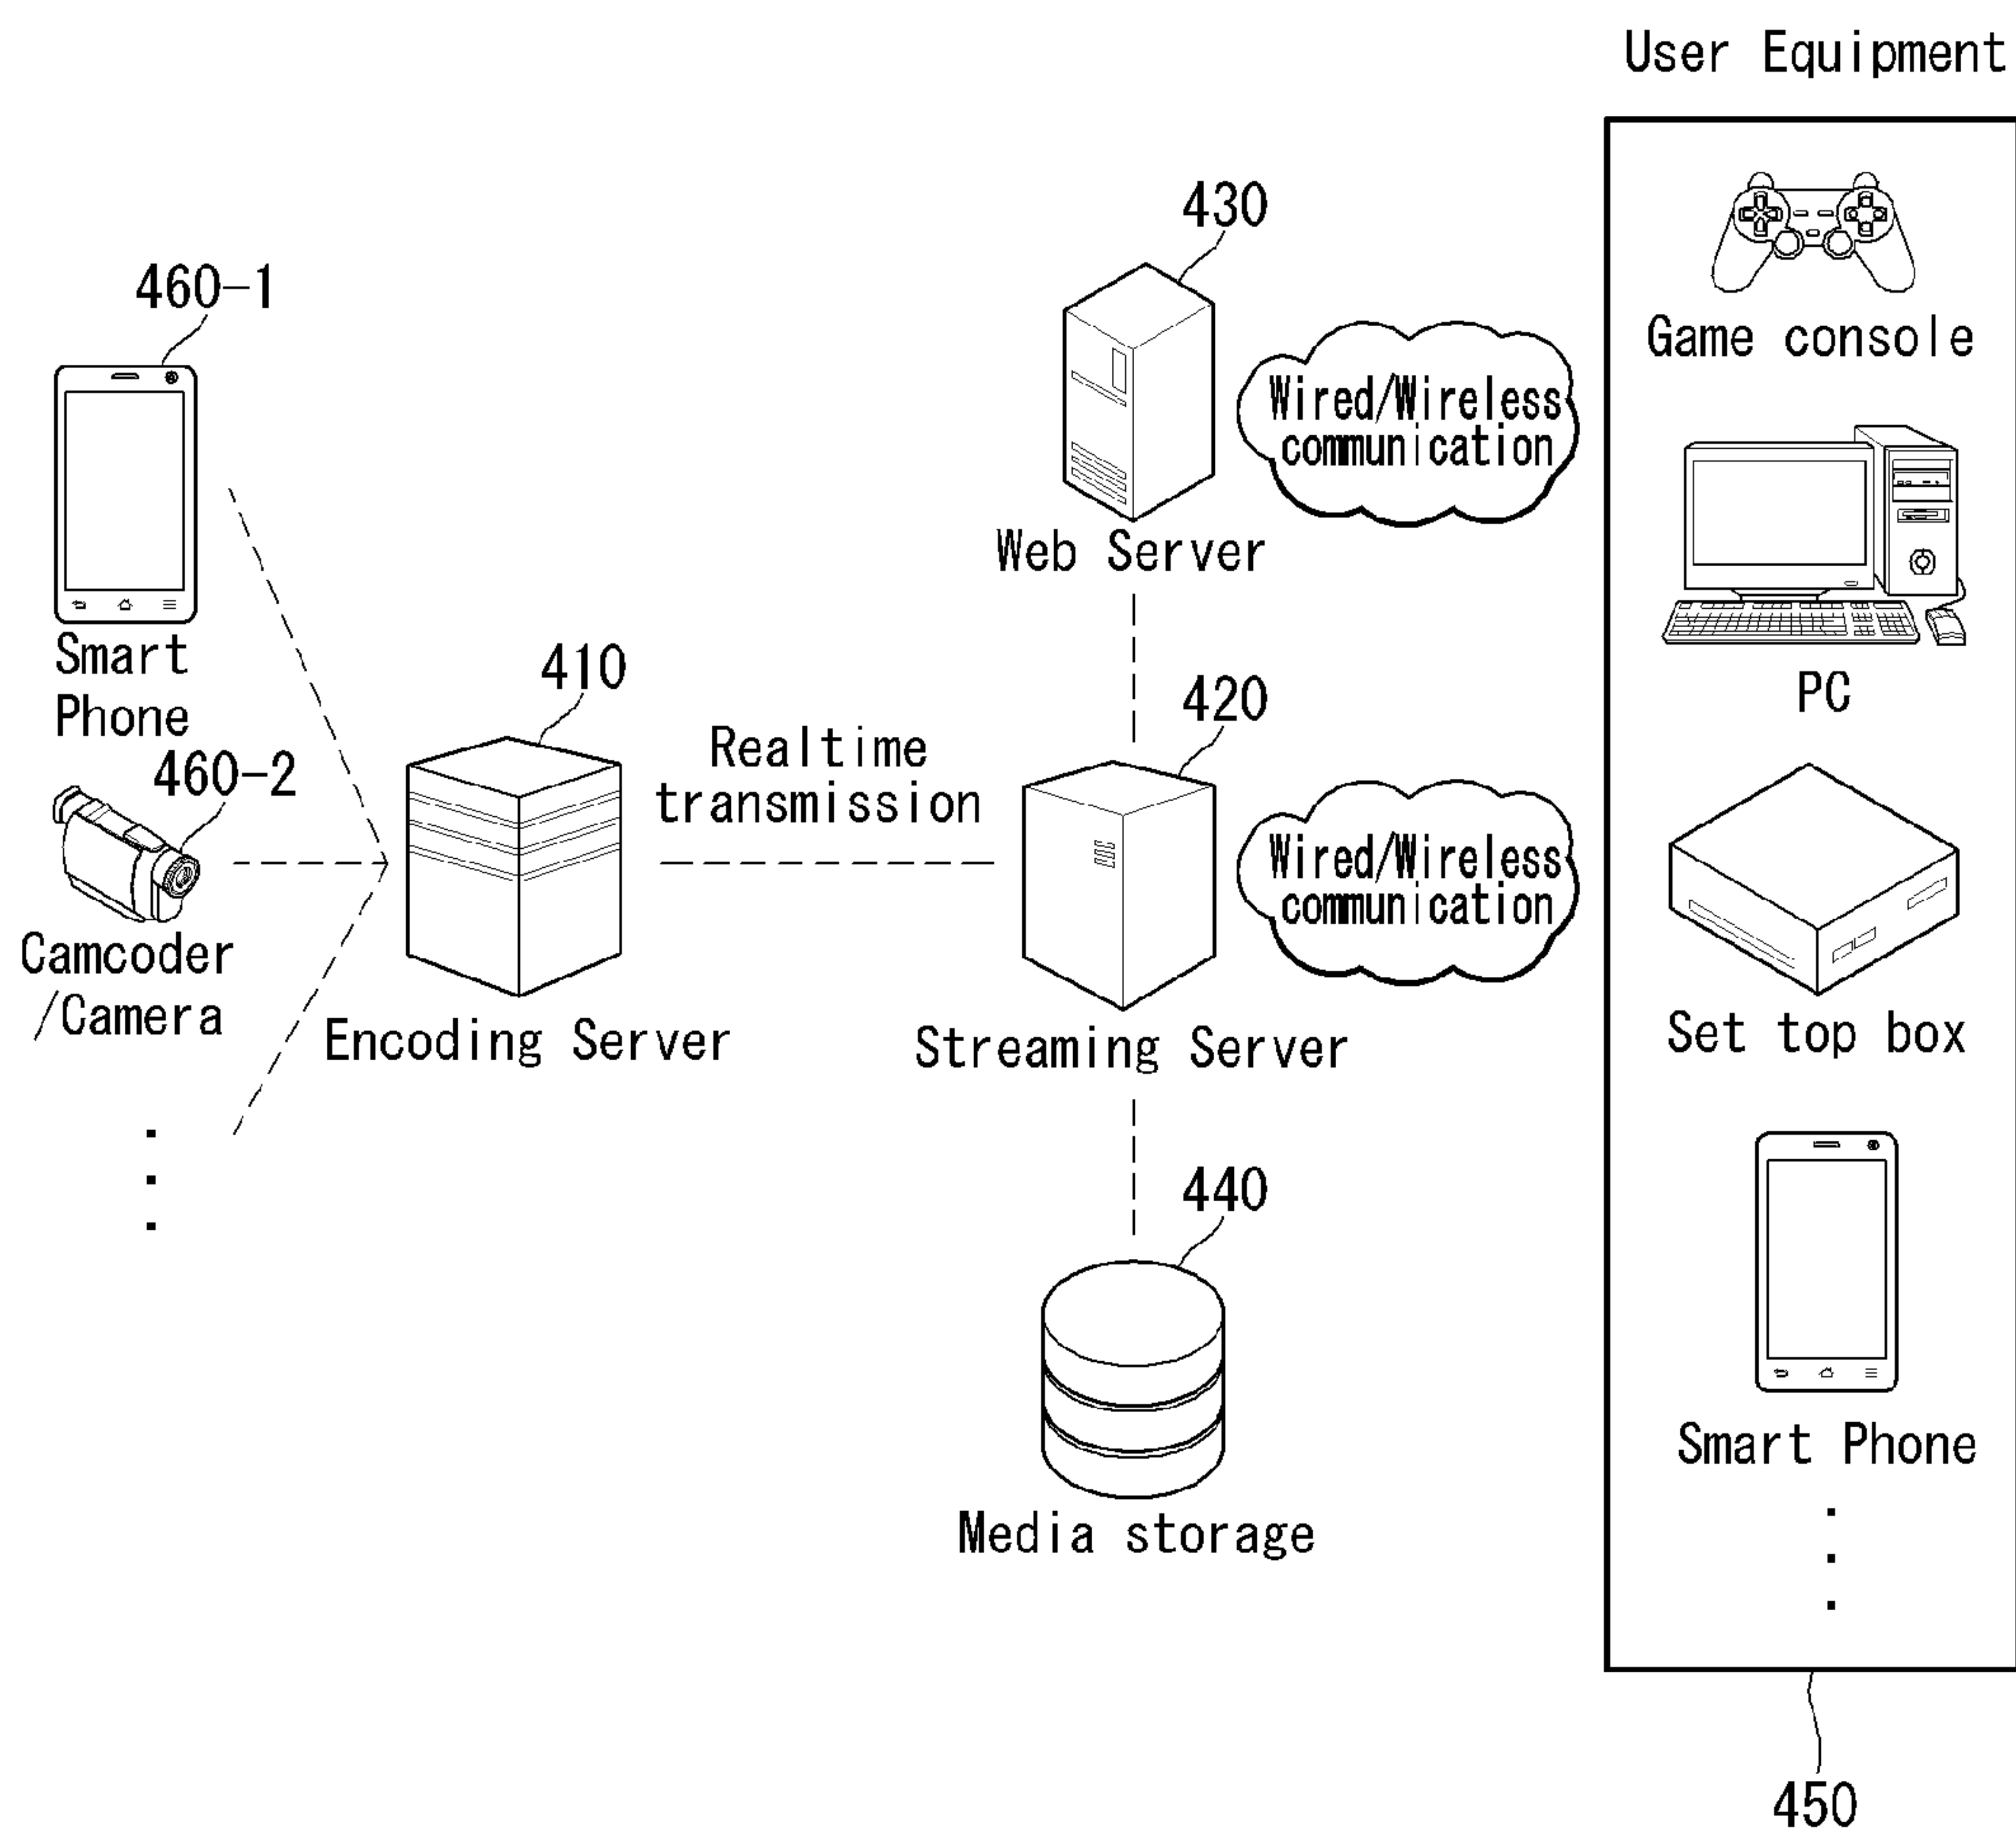 User Equipment
430
460-1
Game console
Wired/Wireless
communication
Web Server
Smart
Phone
410
420
PC
460-2
Realtime
transmission
Wired/Wireless
communication
Camcoder
/Camera
Encoding Server
Streaming Server
Set top box
440
Smart Phone
Media storage
450